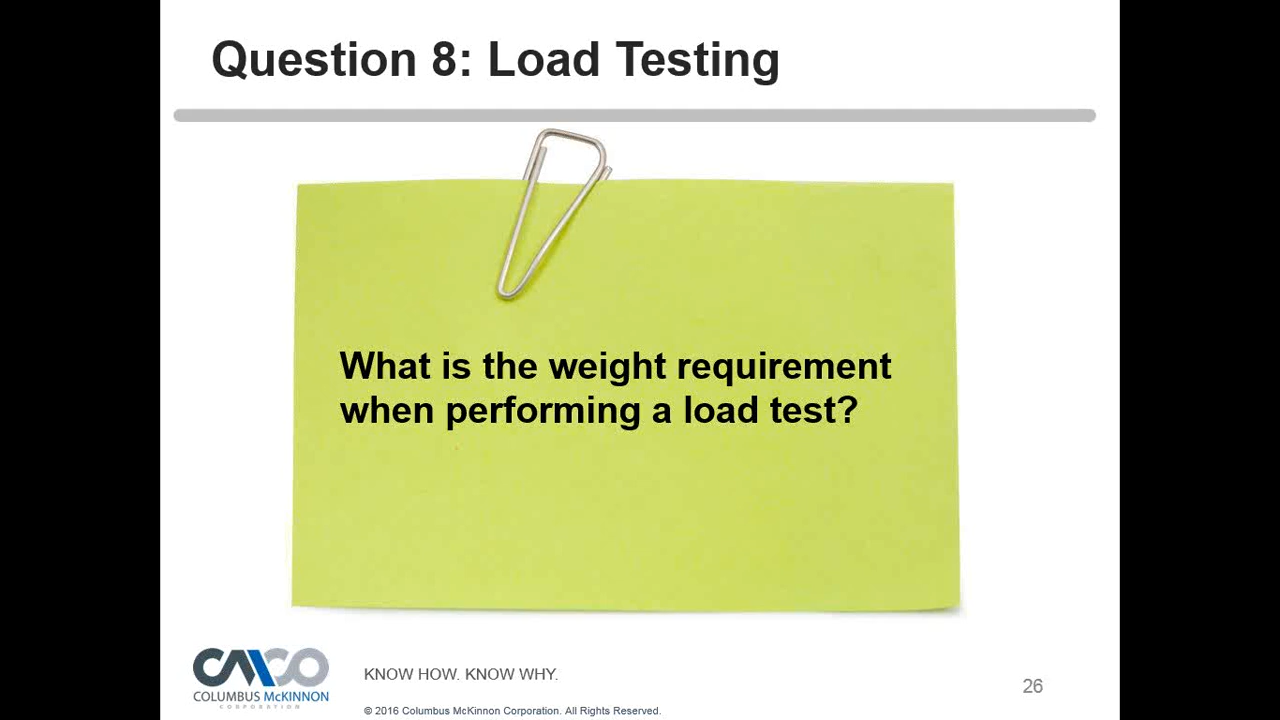 Question 8: Load Testing
What is the weight requirement
when performing a load test?
CMCO
COLUMBUS McKINNON
CORPORATION
KNOW HOW. KNOW WHY.
© 2016 Columbus McKinnon Corporation. All Rights Reserved.
26